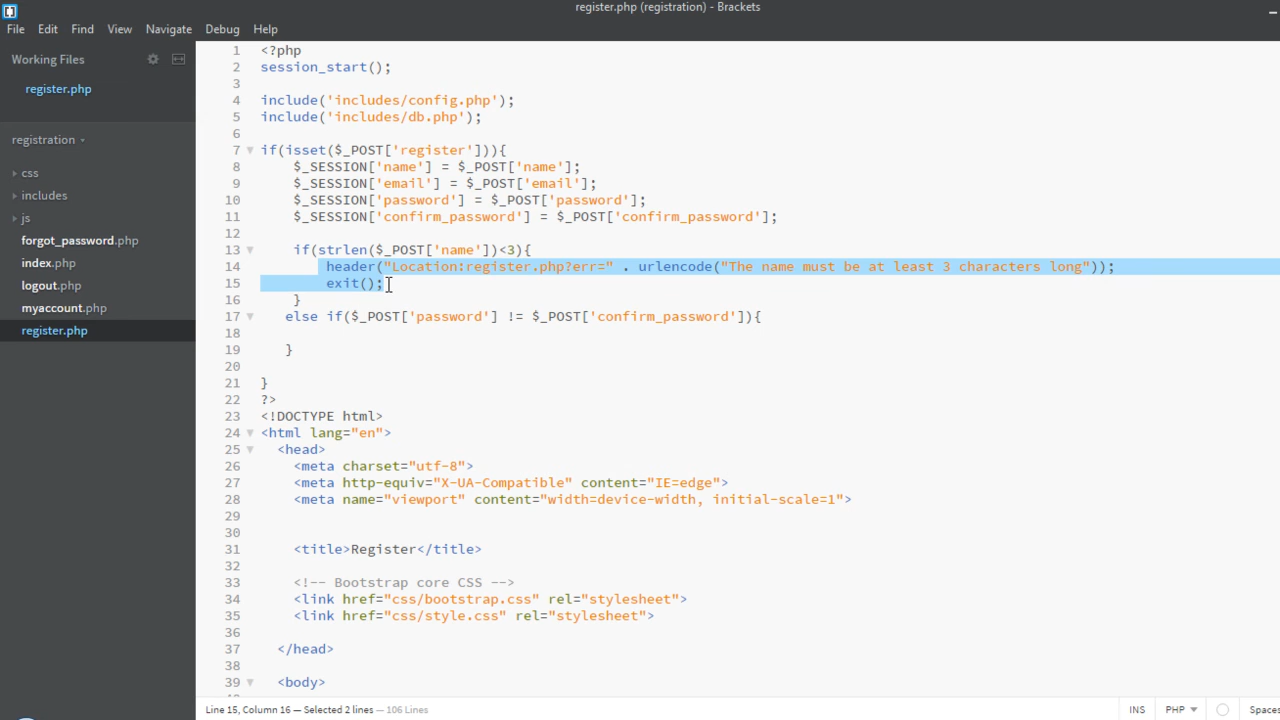 register.php (registration) - Brackets
File Edit Find View Navigate Debug Help
Working Files
register.php
registration
css
includes
js
forgot_password.php
index.php
logout.php
myaccount.php
register.php
1 <?php
2 session_start();
3
4 include('includes/config.php');
5 include('includes/db.php');
6
7 if(isset($_POST['register'])){
8 $_SESSION['name'] = $_POST['name'];
9 $_SESSION['email'] = $_POST['email'];
10 $_SESSION['password'] = $_POST['password'];
11 $_SESSION['confirm_password'] = $_POST['confirm_password'];
12
13 if(strlen($_POST['name'])<3){
14 header("Location:register.php?err=" . urlencode("The name must be at least 3 characters long"));
15 exit();
16 }
17 else if($_POST['password'] != $_POST['confirm_password']){
18
19 }
20
21 }
22 ?>
23 <!DOCTYPE html>
24 <html lang="en">
25 <head>
26 <meta charset="utf-8">
27 <meta http-equiv="X-UA-Compatible" content="IE=edge">
28 <meta name="viewport" content="width=device-width, initial-scale=1">
29
30
31 <title>Register</title>
32
33 <!-- Bootstrap core CSS -->
34 <link href="css/bootstrap.css" rel="stylesheet">
35 <link href="css/style.css" rel="stylesheet">
36
37 </head>
38
39 <body>
Line 15, Column 16 — Selected 2 lines — 106 Lines INS PHP Spaces